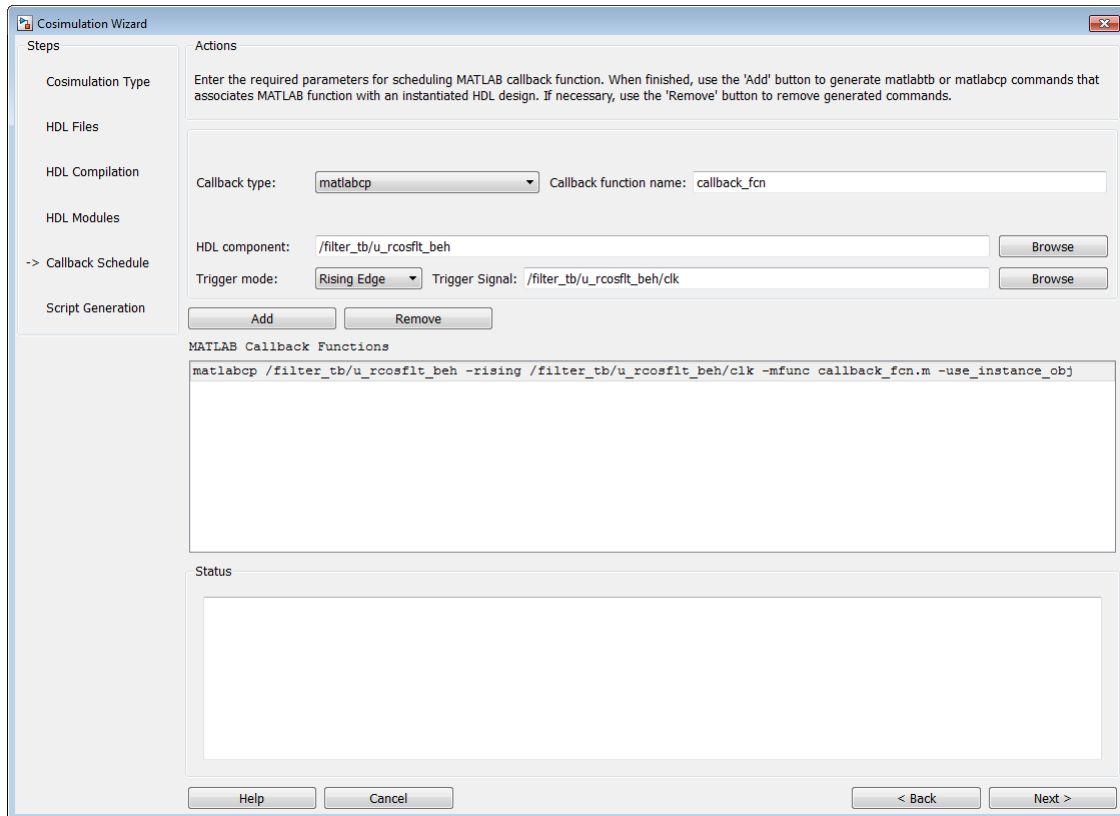 Cosimulation Wizard
Steps
Cosimulation Type
HDL Files
HDL Compilation
HDL Modules
-> Callback Schedule
Script Generation
Actions
Enter the required parameters for scheduling MATLAB callback function. When finished, use the 'Add' button to generate matlabtb or matlabcp commands that
associates MATLAB function with an instantiated HDL design. If necessary, use the 'Remove' button to remove generated commands.
Callback type: matlabcp Callback function name: callback_fcn
HDL component: /filter_tb/u_rcosflt_beh Browse
Trigger mode: Rising Edge Trigger Signal: /filter_tb/u_rcosflt_beh/clk Browse
Add Remove
MATLAB Callback Functions
matlabcp /filter_tb/u_rcosflt_beh -rising /filter_tb/u_rcosflt_beh/clk -mfunc callback_fcn.m -use_instance_obj
Status
Help Cancel < Back Next >